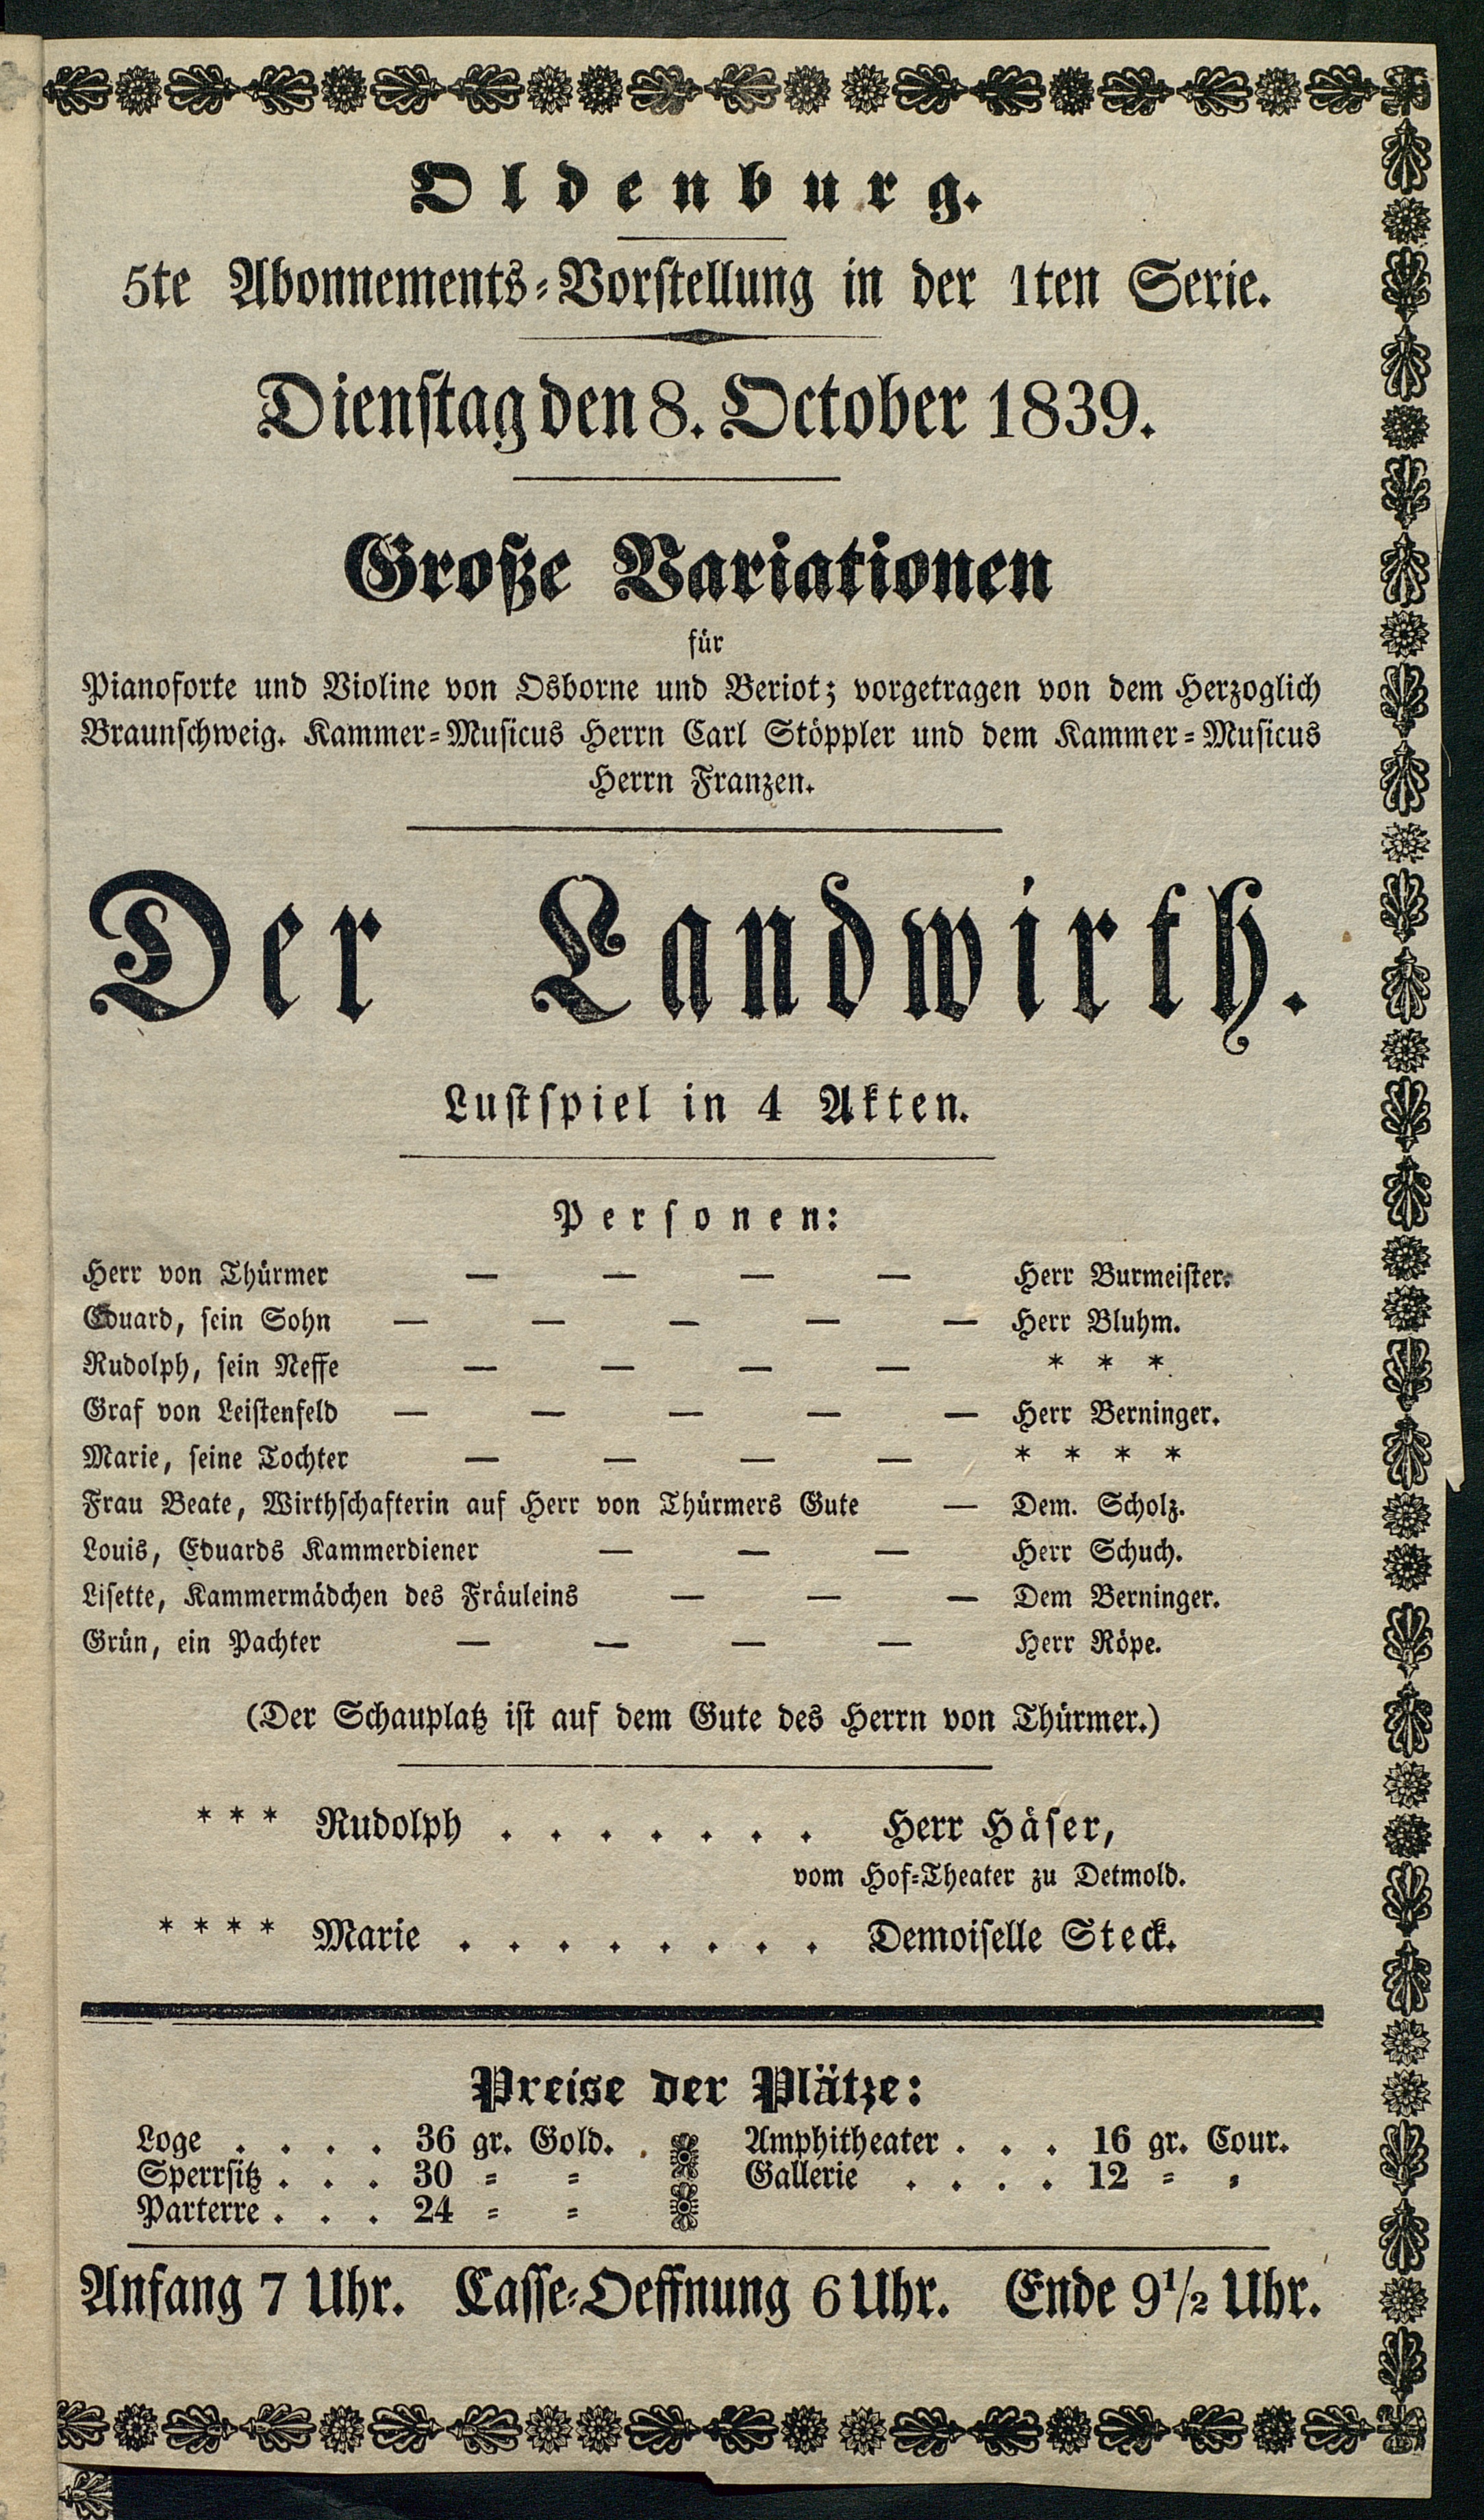 Oldenburg.
5te Abonnements-Vorstellung in der 1ten Serie.
Dienstag den 8. October 1839.
Große Variationen
für
Pianoforte und Violine von Osborne und Beriot; vorgetragen von dem Herzoglich
Braunschweig. Kammer-Musicus Herrn Carl Stöppler und dem Kammer-Musicus
Herrn Franzen.
Der Landwirth.
Lustspiel in 4 Akten.
Personen:
Herr von Thürmer — — — — Herr Burmeister.
Eduard, sein Sohn — — — — — Herr Bluhm.
Rudolph, sein Neffe — — — — * * *
Graf von Leistenfeld — — — — — Herr Berninger.
Marie, seine Tochter — — — — * * * *
Frau Beate, Wirthschafterin auf Herr von Thürmers Gute — Dem. Scholz.
Louis, Eduards Kammerdiener — — — Herr Schuch.
Lisette, Kammermädchen des Fräuleins — — — Dem Berninger.
Grün, ein Pachter — — — — Herr Röpe.
(Der Schauplatz ist auf dem Gute des Herrn von Thürmer.)
* * * Rudolph . . . . . . . Herr Häser,
vom Hof-Theater zu Detmold.
* * * * Marie . . . . . . . . Demoiselle Steck.
Preise der Plätze:
Loge . . . . 36 gr. Gold. Amphitheater . . . 16 gr. Cour.
Sperrsitz . . . 30 = = Gallerie . . . . 12 = =
Parterre . . . 24 = =
Anfang 7 Uhr. Casse-Oeffnung 6 Uhr. Ende 9½ Uhr.